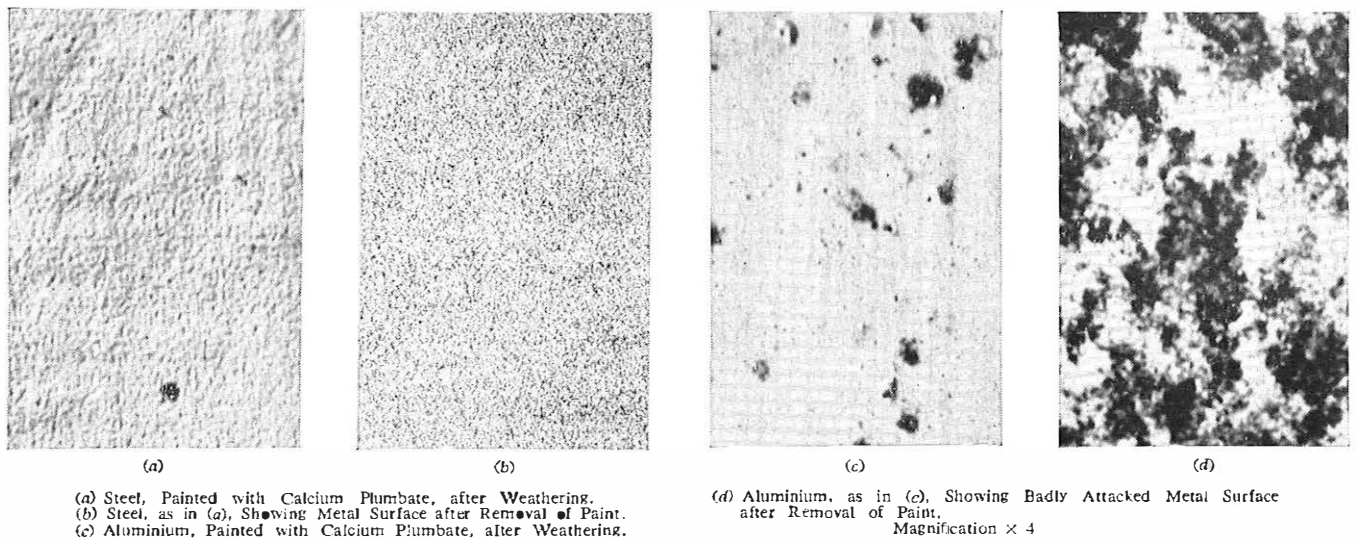 (a)
(b)
(c)
(d)
(a) Steel, Painted with Calcium Plumbate, after Weathering.
(b) Steel, as in (a), Showing Metal Surface after Removal of Paint.
(c) Aluminium, Painted with Calcium Plumbate, after Weathering.
(d) Aluminium, as in (c), Showing Badly Attacked Metal Surface
after Removal of Paint.
Magnification × 4